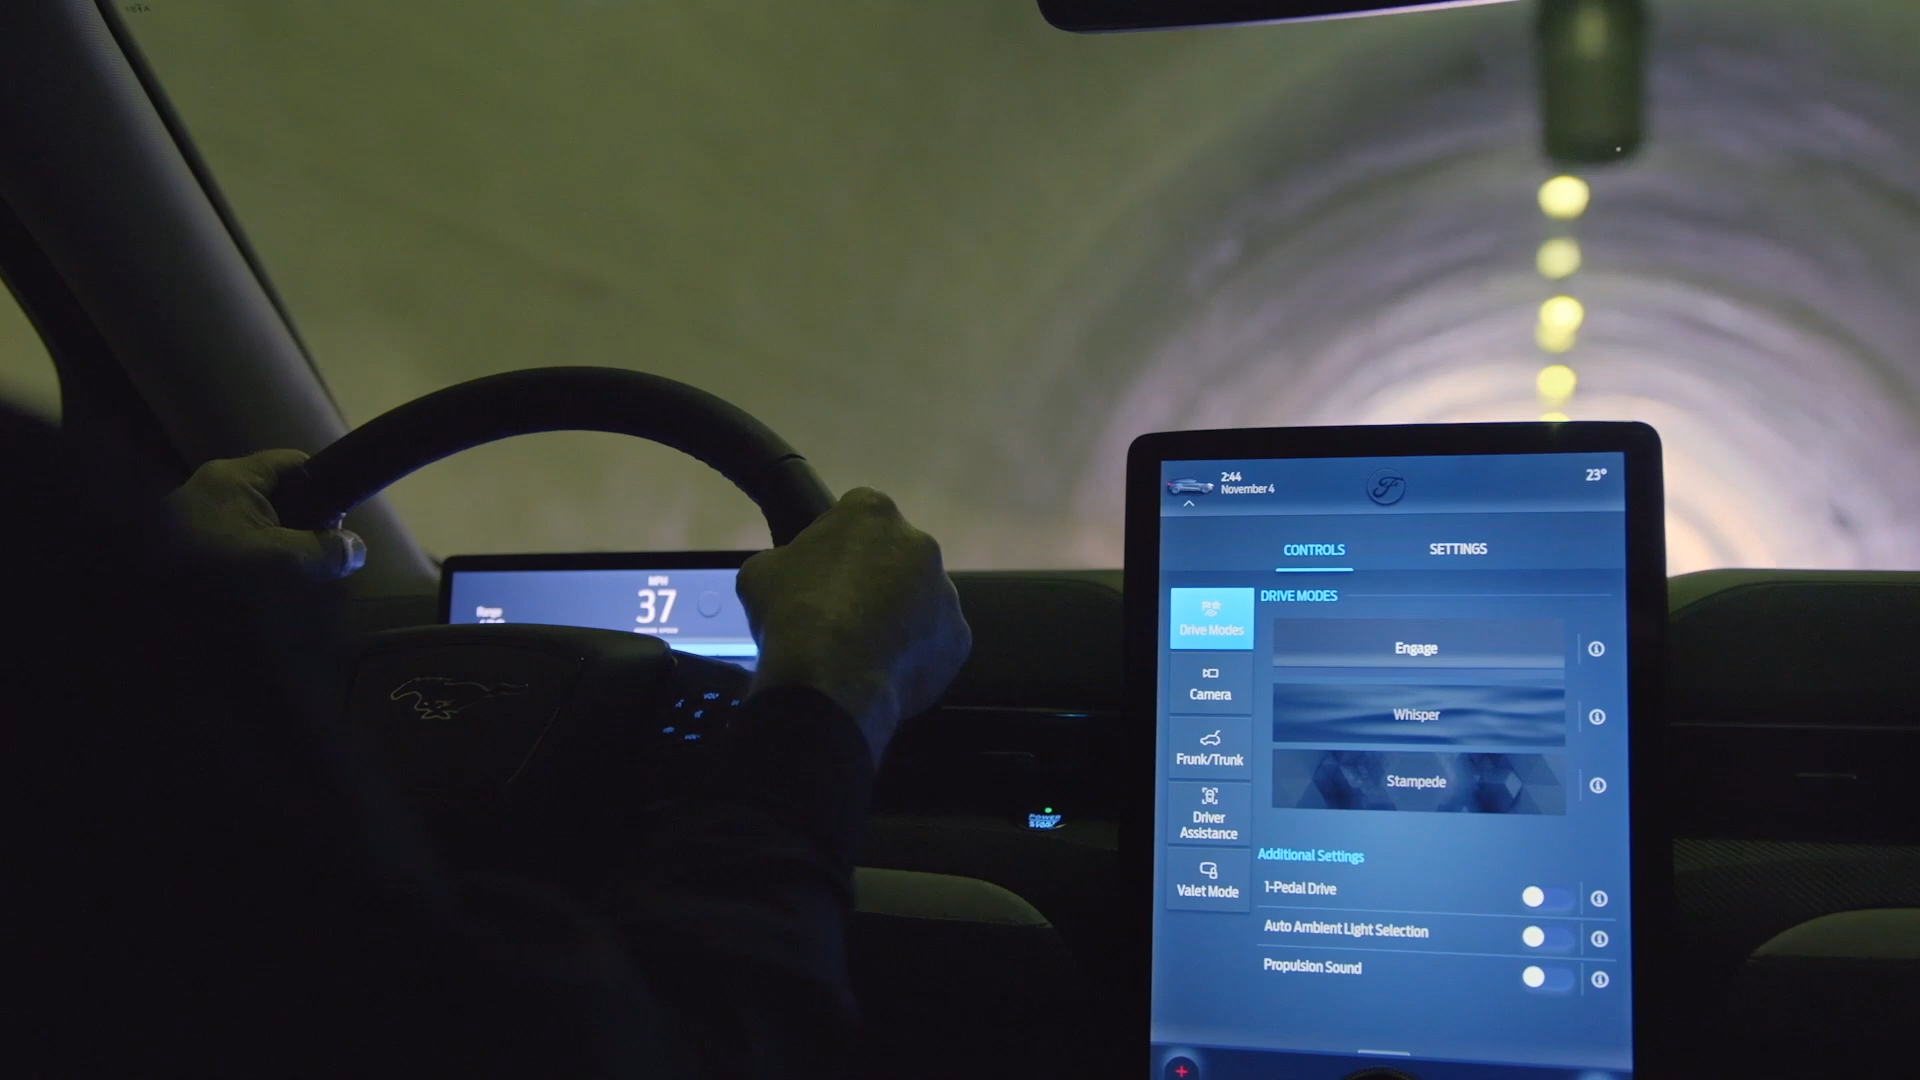 MPH
37
Range
2:44
November 4
23°
CONTROLS
SETTINGS
Drive Modes
DRIVE MODES
Engage
Camera
Whisper
Frunk/Trunk
Stampede
Driver
Assistance
Valet Mode
Additional Settings
1-Pedal Drive
Auto Ambient Light Selection
Propulsion Sound